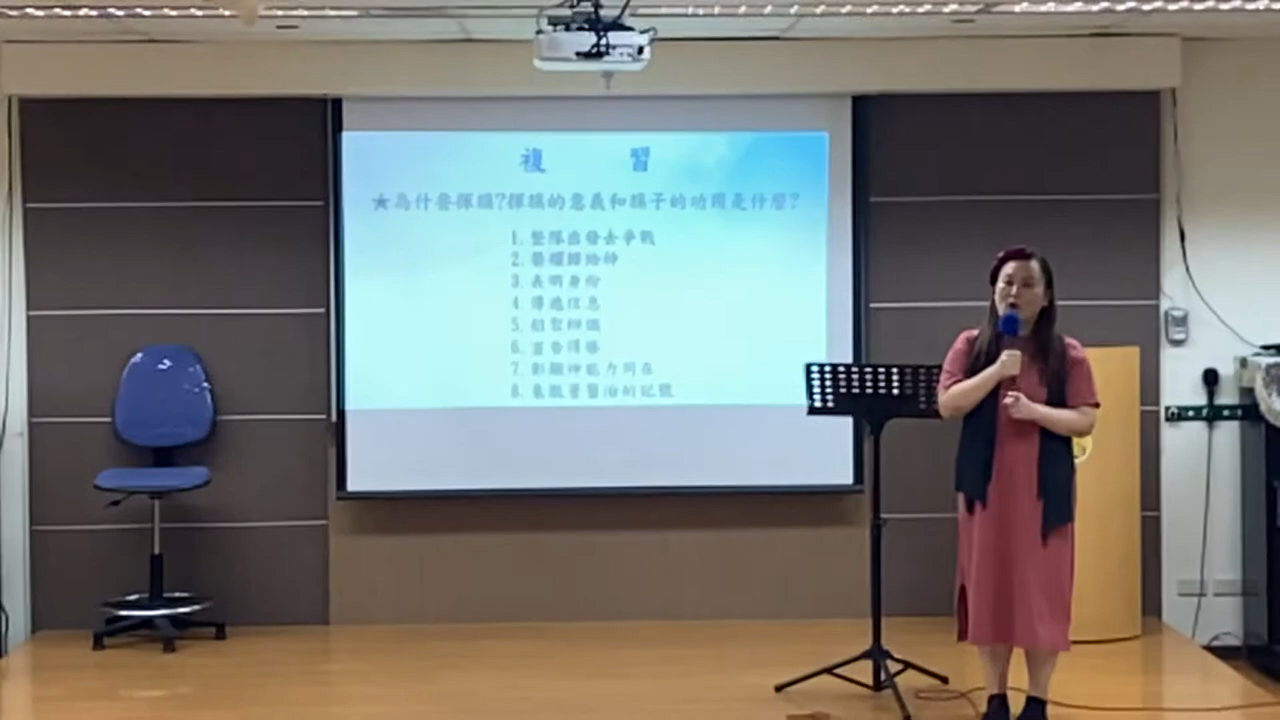 複 習
★為什麼揮旗?揮旗的意義和旗子的功用是什麼?
1. 整隊出發去爭戰
2. 榮耀歸給神
3. 表明身份
4. 傳遞信息
5. 招聚
6. 宣告得勝
7. 彰顯神能力同在
8. 象徵著醫治的記號